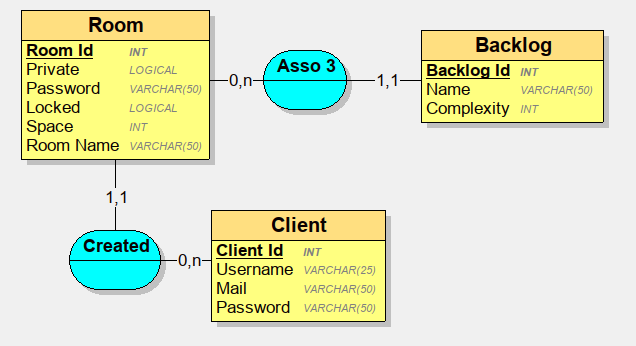 Room
Room Id INT
Private LOGICAL
Password VARCHAR(50)
Locked LOGICAL
Space INT
Room Name VARCHAR(50)
0,n
Asso 3
1,1
Backlog
Backlog Id INT
Name VARCHAR(50)
Complexity INT
1,1
Created
0,n
Client
Client Id INT
Username VARCHAR(25)
Mail VARCHAR(50)
Password VARCHAR(50)